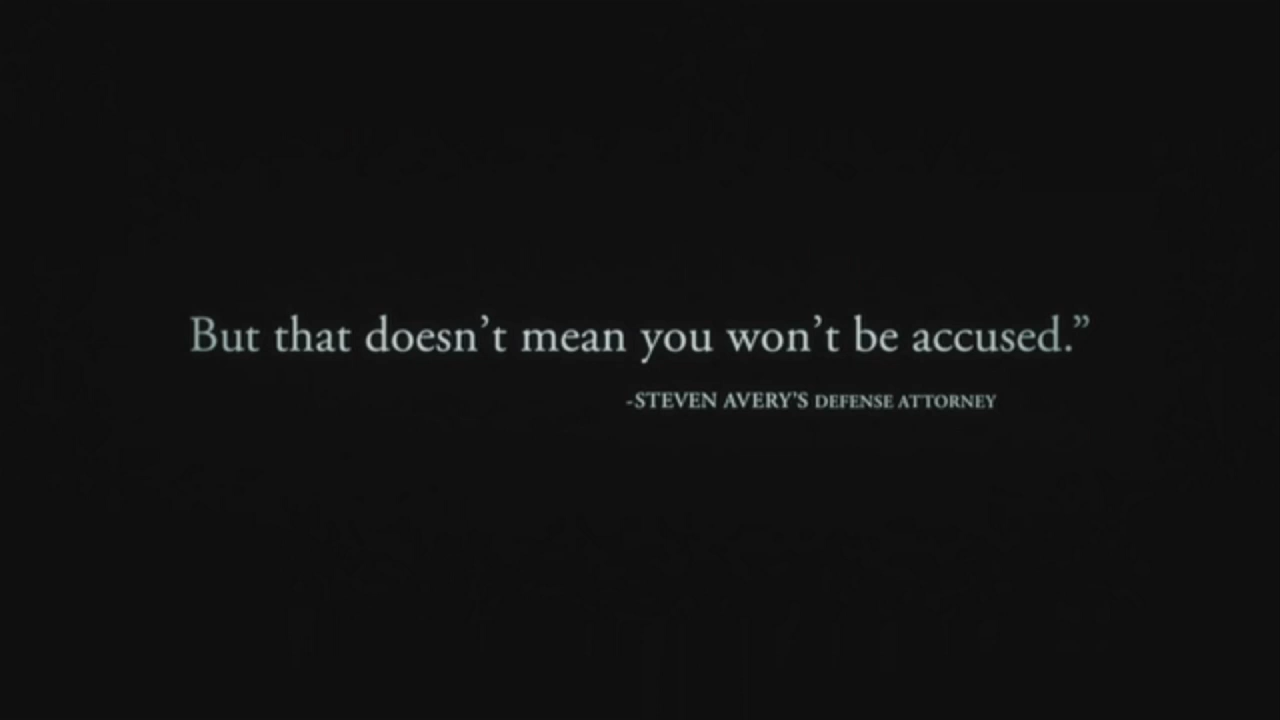 But that doesn’t mean you won’t be accused.”
-STEVEN AVERY’S DEFENSE ATTORNEY